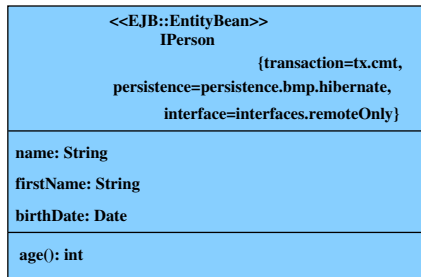 <<EJB::EntityBean>>
IPerson
{transaction=tx.cmt,
persistence=persistence.bmp.hibernate,
interface=interfaces.remoteOnly}
name: String
firstName: String
birthDate: Date
age(): int